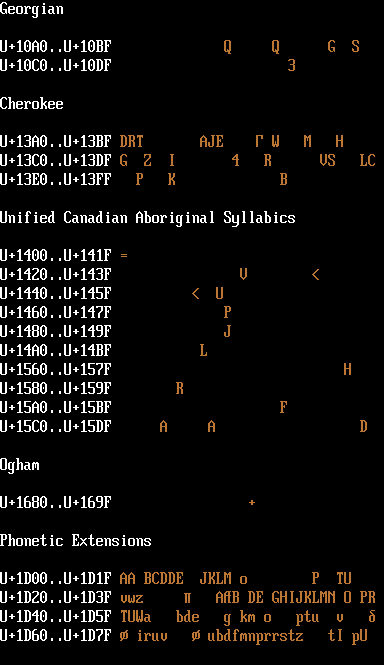 Georgian
U+10A0..U+10BF              Q     Q      G  S
U+10C0..U+10DF                      3
Cherokee
U+13A0..U+13BF DRT       AJE    Γ W   M   H
U+13C0..U+13DF G  Z  I       4   R      VS   LC
U+13E0..U+13FF   P   K             B
Unified Canadian Aboriginal Syllabics
U+1400..U+141F =
U+1420..U+143F                V        <
U+1440..U+145F          <  U
U+1460..U+147F              P
U+1480..U+149F              J
U+14A0..U+14BF           L
U+1560..U+157F                             H
U+1580..U+159F        R
U+15A0..U+15BF                     F
U+15C0..U+15DF      A     A                  D
Ogham
U+1680..U+169F                 +
Phonetic Extensions
U+1D00..U+1D1F AA BCDDE  JKLM o        P  TU
U+1D20..U+1D3F vwz     π  AÆB DE GHIJKLMN O PR
U+1D40..U+1D5F TUWa   bde   g km o   ptu  v   δ
U+1D60..U+1D7F ø iruv   ø ubdfmnprrstz   tI pU